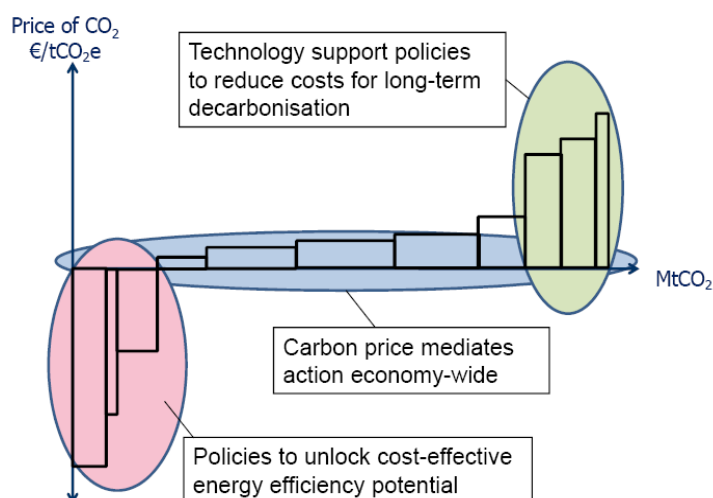 Price of CO₂
€/tCO₂e
Technology support policies
to reduce costs for long-term
decarbonisation
MtCO₂
Carbon price mediates
action economy-wide
Policies to unlock cost-effective
energy efficiency potential